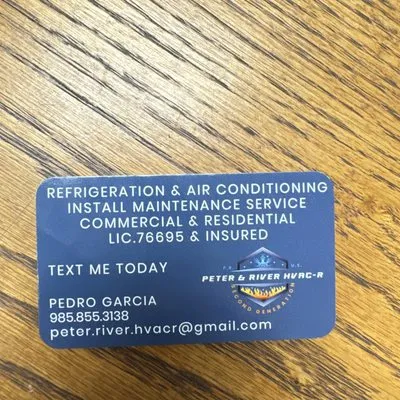 REFRIGERATION & AIR CONDITIONING
INSTALL MAINTENANCE SERVICE
COMMERCIAL & RESIDENTIAL
LIC.76695 & INSURED
TEXT ME TODAY
PETER & RIVER HVAC-R
SECOND GENERATION
PEDRO GARCIA
985.855.3138
peter.river.hvacr@gmail.com